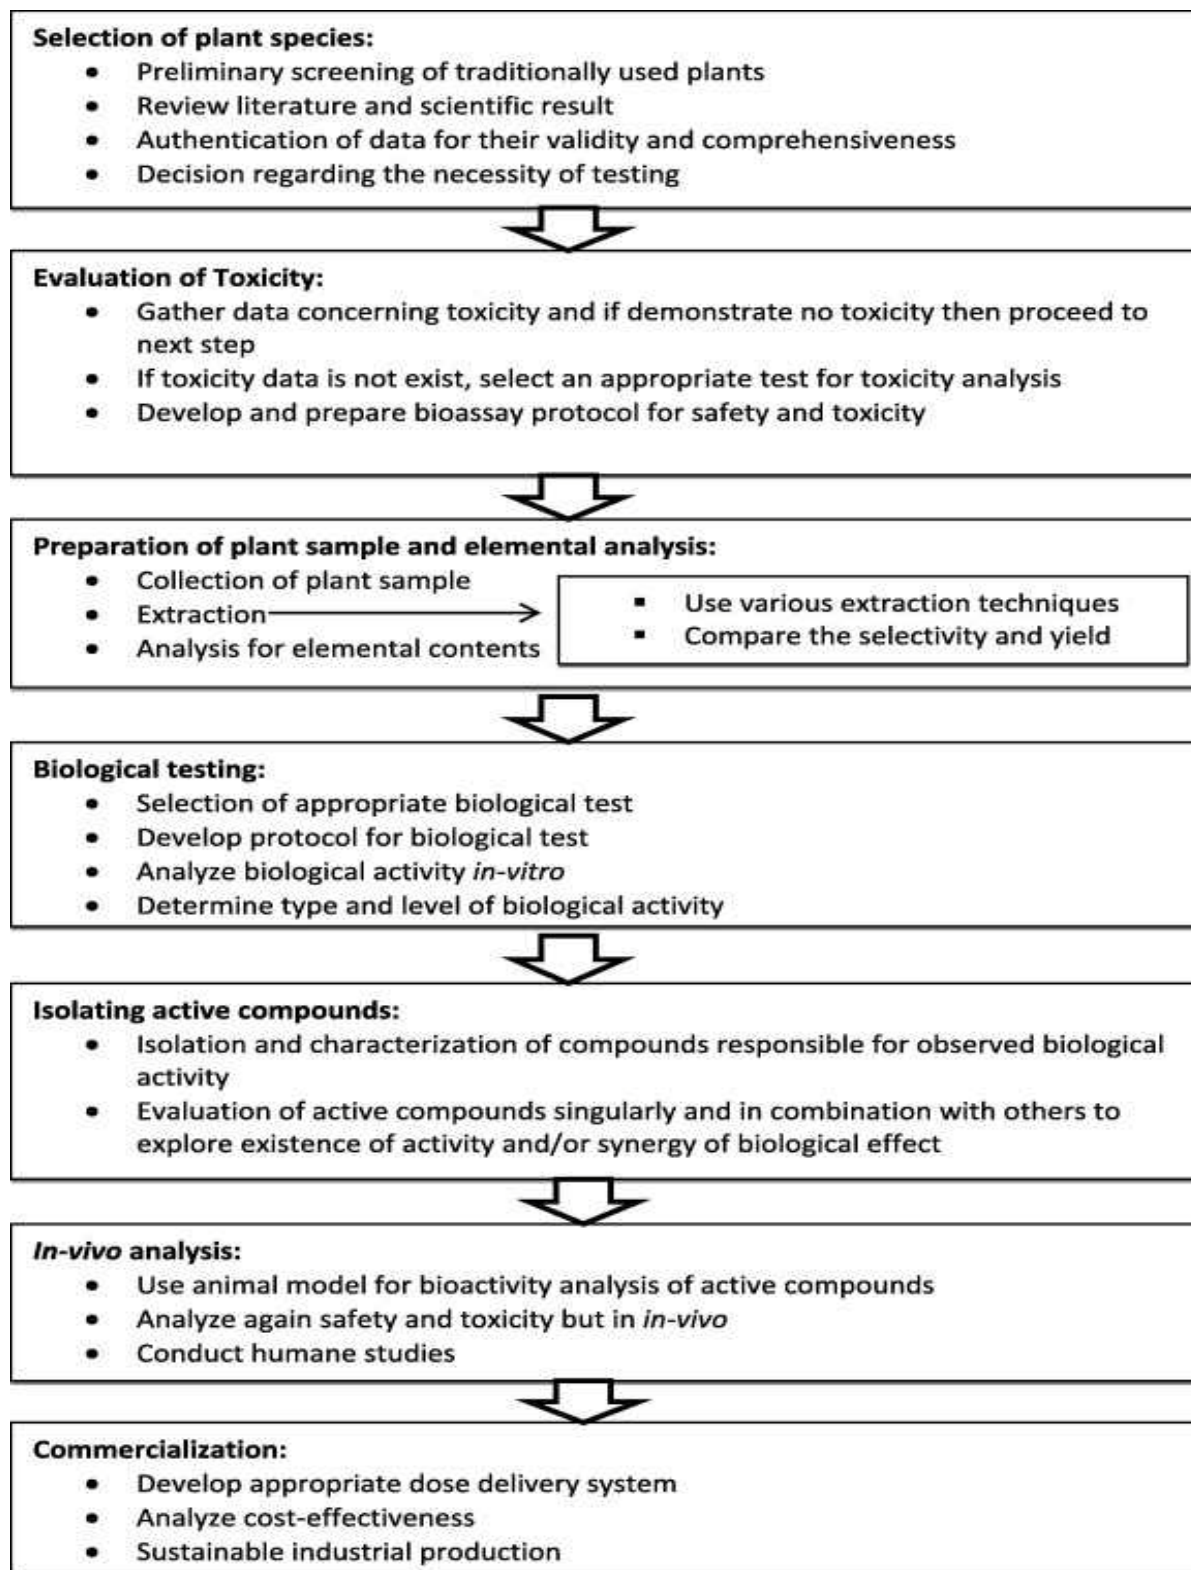 Selection of plant species:
• Preliminary screening of traditionally used plants
• Review literature and scientific result
• Authentication of data for their validity and comprehensiveness
• Decision regarding the necessity of testing
Evaluation of Toxicity:
• Gather data concerning toxicity and if demonstrate no toxicity then proceed to
next step
• If toxicity data is not exist, select an appropriate test for toxicity analysis
• Develop and prepare bioassay protocol for safety and toxicity
Preparation of plant sample and elemental analysis:
• Collection of plant sample
• Extraction
• Analysis for elemental contents
▪ Use various extraction techniques
▪ Compare the selectivity and yield
Biological testing:
• Selection of appropriate biological test
• Develop protocol for biological test
• Analyze biological activity in-vitro
• Determine type and level of biological activity
Isolating active compounds:
• Isolation and characterization of compounds responsible for observed biological
activity
• Evaluation of active compounds singularly and in combination with others to
explore existence of activity and/or synergy of biological effect
In-vivo analysis:
• Use animal model for bioactivity analysis of active compounds
• Analyze again safety and toxicity but in in-vivo
• Conduct humane studies
Commercialization:
• Develop appropriate dose delivery system
• Analyze cost-effectiveness
• Sustainable industrial production